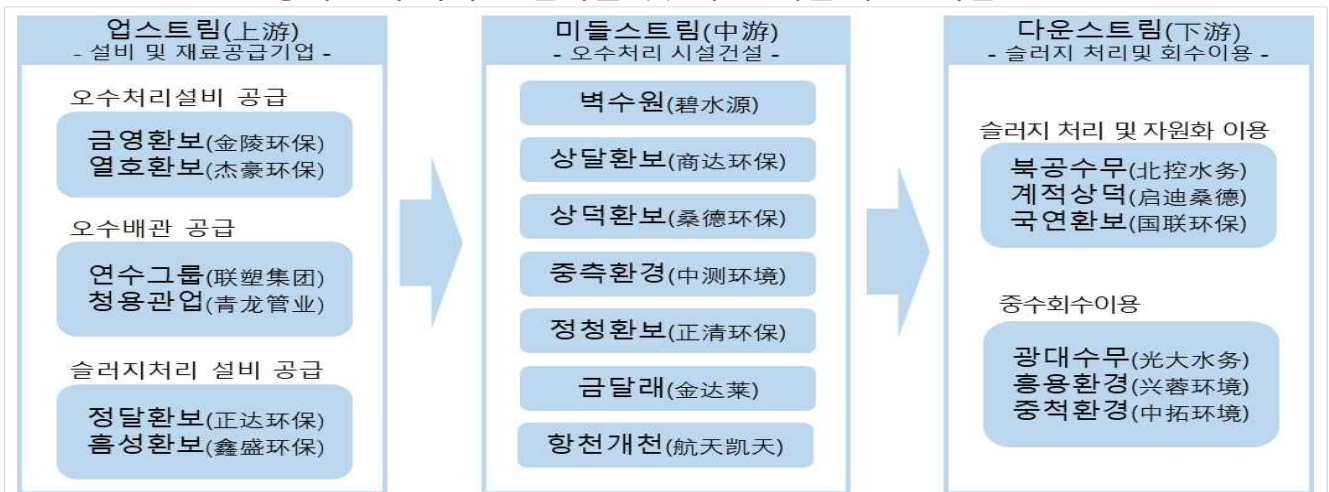 업스트림(上游)
- 설비 및 재료공급기업 -
오수처리설비 공급
금영환보(金陵环保)
열호환보(杰豪环保)
오수배관 공급
연수그룹(联塑集团)
청용관업(青龙管业)
슬러지처리 설비 공급
정달환보(正达环保)
흠성환보(鑫盛环保)
미들스트림(中游)
- 오수처리 시설건설 -
벽수원(碧水源)
상달환보(商达环保)
상덕환보(桑德环保)
중측환경(中测环境)
정청환보(正清环保)
금달래(金达莱)
항천개천(航天凯天)
다운스트림(下游)
- 슬러지 처리및 회수이용 -
슬러지 처리 및 자원화 이용
북공수무(北控水务)
계적상덕(启迪桑德)
국연환보(国联环保)
중수회수이용
광대수무(光大水务)
흥용환경(兴蓉环境)
중척환경(中拓环境)